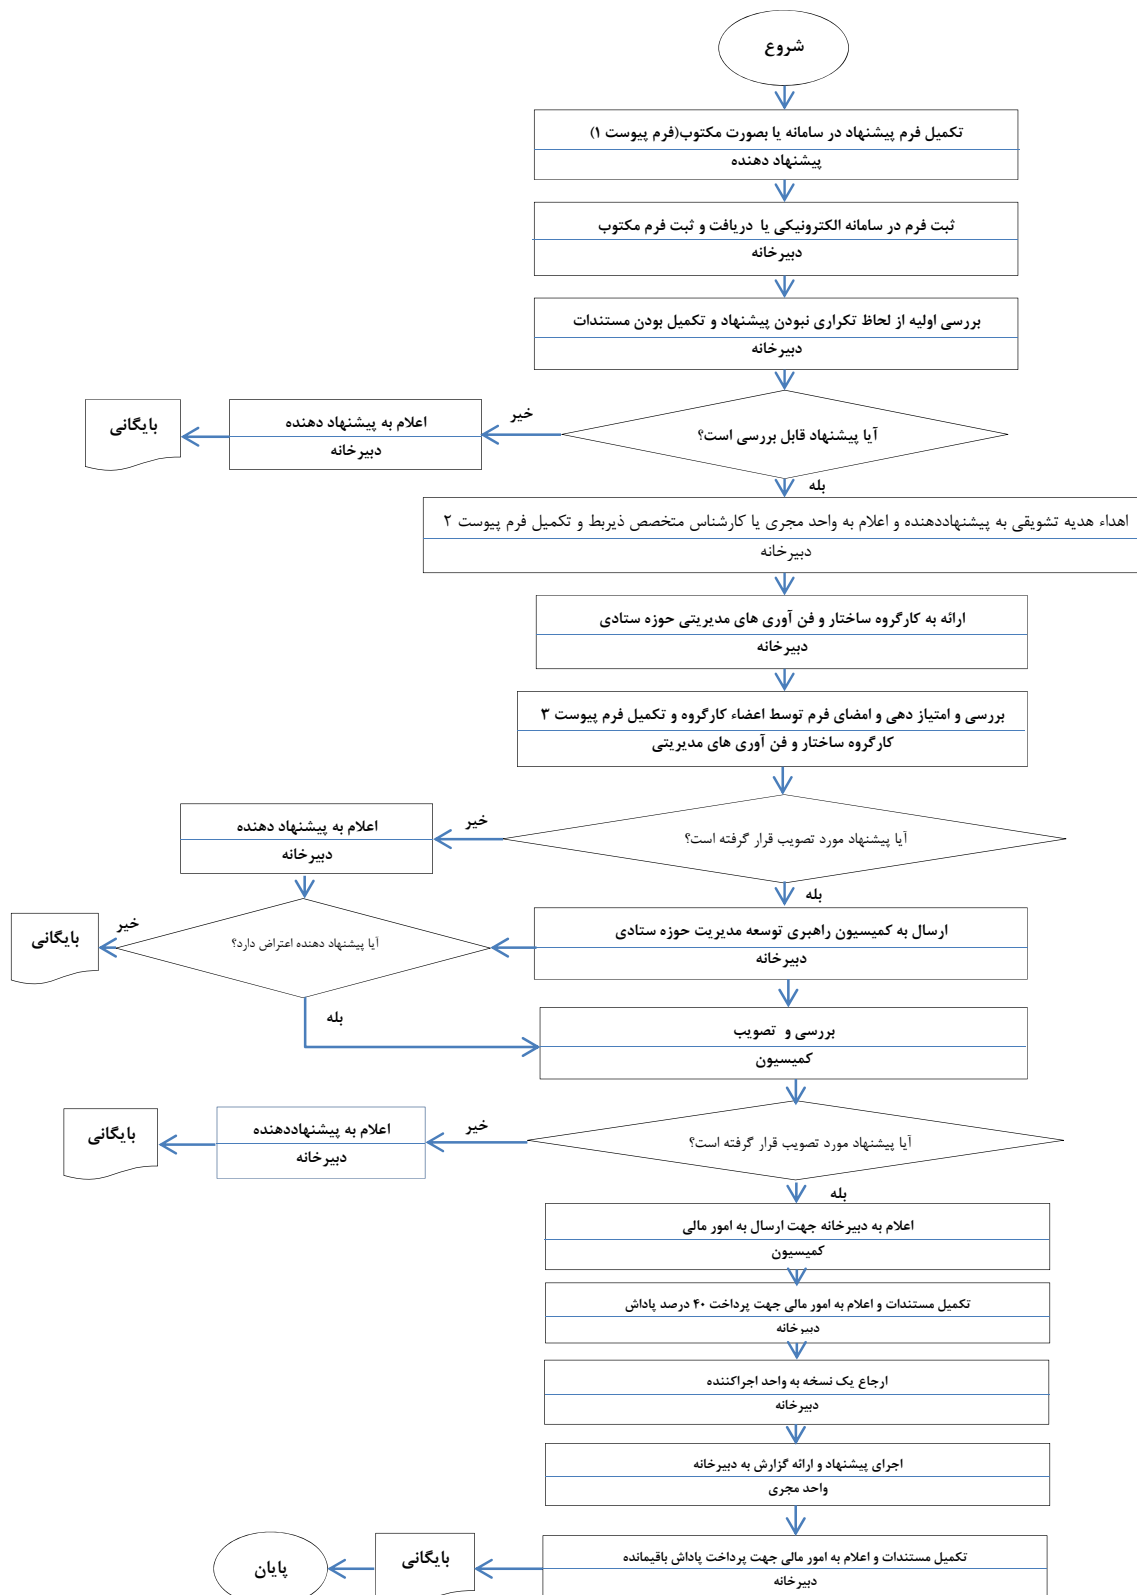 شروع
تکمیل فرم پیشنهاد در سامانه یا بصورت مکتوب(فرم پیوست ۱)
پیشنهاد دهنده
ثبت فرم در سامانه الکترونیکی یا دریافت و ثبت فرم مکتوب
دبیرخانه
بررسی اولیه از لحاظ تکراری نبودن پیشنهاد و تکمیل بودن مستندات
دبیرخانه
آیا پیشنهاد قابل بررسی است؟
خیر
اعلام به پیشنهاد دهنده
دبیرخانه
بایگانی
بله
اهداء هدیه تشویقی به پیشنهاددهنده و اعلام به واحد مجری یا کارشناس متخصص ذیربط و تکمیل فرم پیوست ۲
دبیرخانه
ارائه به کارگروه ساختار و فن آوری های مدیریتی حوزه ستادی
دبیرخانه
بررسی و امتیاز دهی و امضای فرم توسط اعضاء کارگروه و تکمیل فرم پیوست ۳
کارگروه ساختار و فن آوری های مدیریتی
آیا پیشنهاد مورد تصویب قرار گرفته است؟
خیر
اعلام به پیشنهاد دهنده
دبیرخانه
بله
ارسال به کمیسیون راهبری توسعه مدیریت حوزه ستادی
دبیرخانه
آیا پیشنهاد دهنده اعتراض دارد؟
خیر
بایگانی
بله
بررسی و تصویب
کمیسیون
آیا پیشنهاد مورد تصویب قرار گرفته است؟
خیر
اعلام به پیشنهاددهنده
دبیرخانه
بایگانی
بله
اعلام به دبیرخانه جهت ارسال به امور مالی
کمیسیون
تکمیل مستندات و اعلام به امور مالی جهت پرداخت ۴۰ درصد پاداش
دبیرخانه
ارجاع یک نسخه به واحد اجراکننده
دبیرخانه
اجرای پیشنهاد و ارائه گزارش به دبیرخانه
واحد مجری
تکمیل مستندات و اعلام به امور مالی جهت پرداخت پاداش باقیمانده
دبیرخانه
بایگانی
پایان